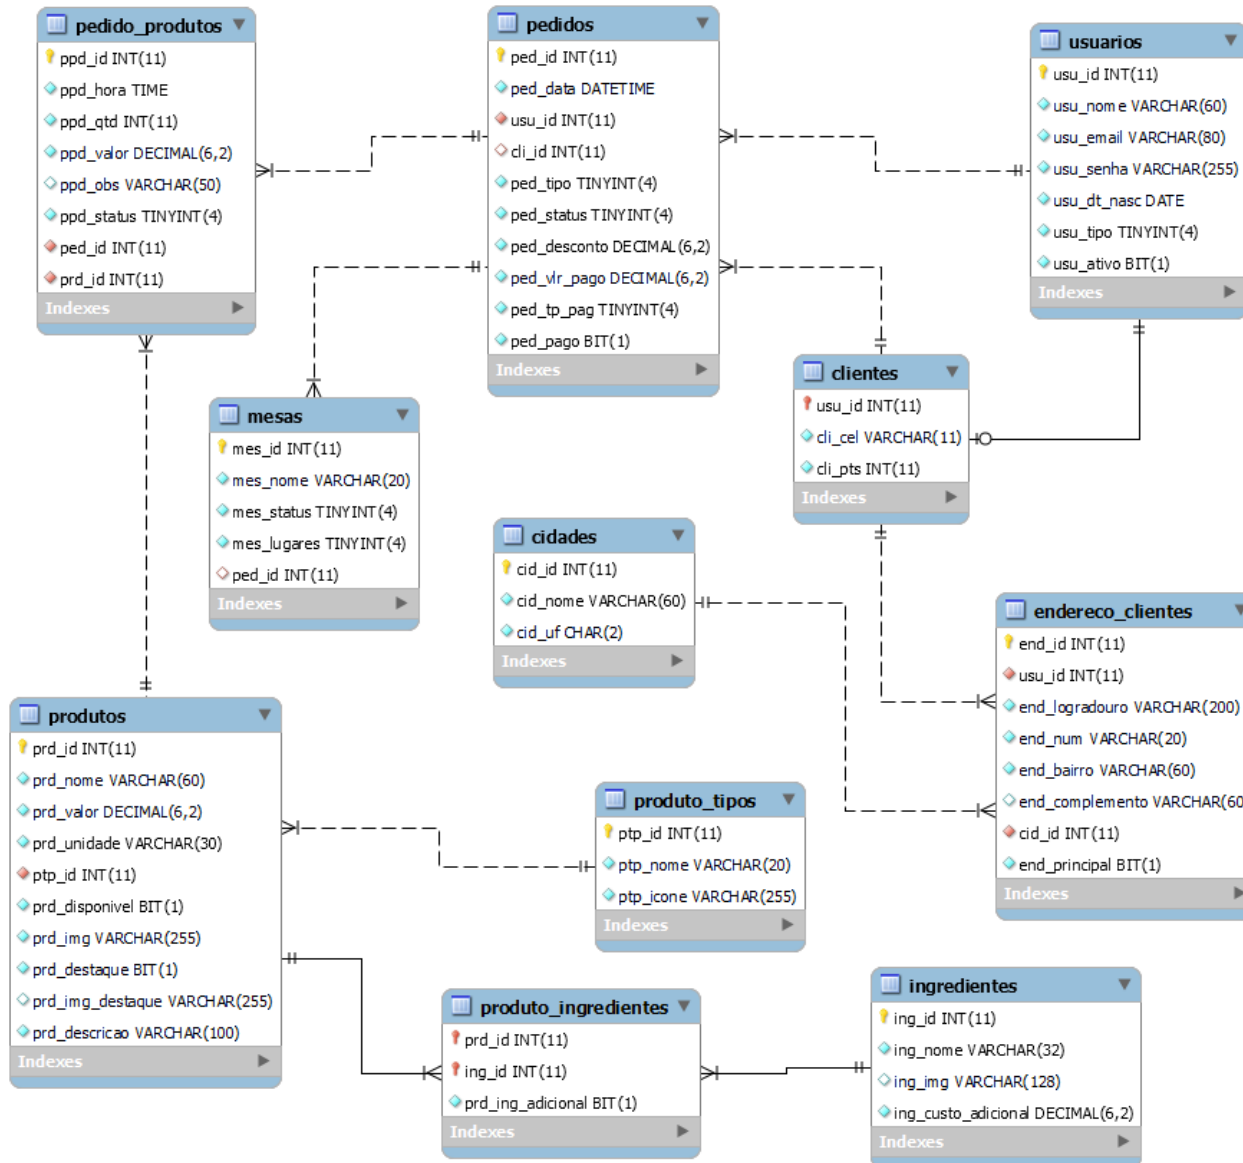 pedido_produtos
ppd_id INT(11)
ppd_hora TIME
ppd_qtd INT(11)
ppd_valor DECIMAL(6,2)
ppd_obs VARCHAR(50)
ppd_status TINYINT(4)
ped_id INT(11)
prd_id INT(11)
Indexes
pedidos
ped_id INT(11)
ped_data DATETIME
usu_id INT(11)
cli_id INT(11)
ped_tipo TINYINT(4)
ped_status TINYINT(4)
ped_desconto DECIMAL(6,2)
ped_vlr_pago DECIMAL(6,2)
ped_tp_pag TINYINT(4)
ped_pago BIT(1)
Indexes
usuarios
usu_id INT(11)
usu_nome VARCHAR(60)
usu_email VARCHAR(80)
usu_senha VARCHAR(255)
usu_dt_nasc DATE
usu_tipo TINYINT(4)
usu_ativo BIT(1)
Indexes
clientes
usu_id INT(11)
cli_cel VARCHAR(11)
cli_pts INT(11)
Indexes
mesas
mes_id INT(11)
mes_nome VARCHAR(20)
mes_status TINYINT(4)
mes_lugares TINYINT(4)
ped_id INT(11)
Indexes
cidades
cid_id INT(11)
cid_nome VARCHAR(60)
cid_uf CHAR(2)
Indexes
endereco_clientes
end_id INT(11)
usu_id INT(11)
end_logradouro VARCHAR(200)
end_num VARCHAR(20)
end_bairro VARCHAR(60)
end_complemento VARCHAR(60
cid_id INT(11)
end_principal BIT(1)
Indexes
produtos
prd_id INT(11)
prd_nome VARCHAR(60)
prd_valor DECIMAL(6,2)
prd_unidade VARCHAR(30)
ptp_id INT(11)
prd_disponivel BIT(1)
prd_img VARCHAR(255)
prd_destaque BIT(1)
prd_img_destaque VARCHAR(255)
prd_descricao VARCHAR(100)
Indexes
produto_tipos
ptp_id INT(11)
ptp_nome VARCHAR(20)
ptp_icone VARCHAR(255)
Indexes
produto_ingredientes
prd_id INT(11)
ing_id INT(11)
prd_ing_adicional BIT(1)
Indexes
ingredientes
ing_id INT(11)
ing_nome VARCHAR(32)
ing_img VARCHAR(128)
ing_custo_adicional DECIMAL(6,2)
Indexes